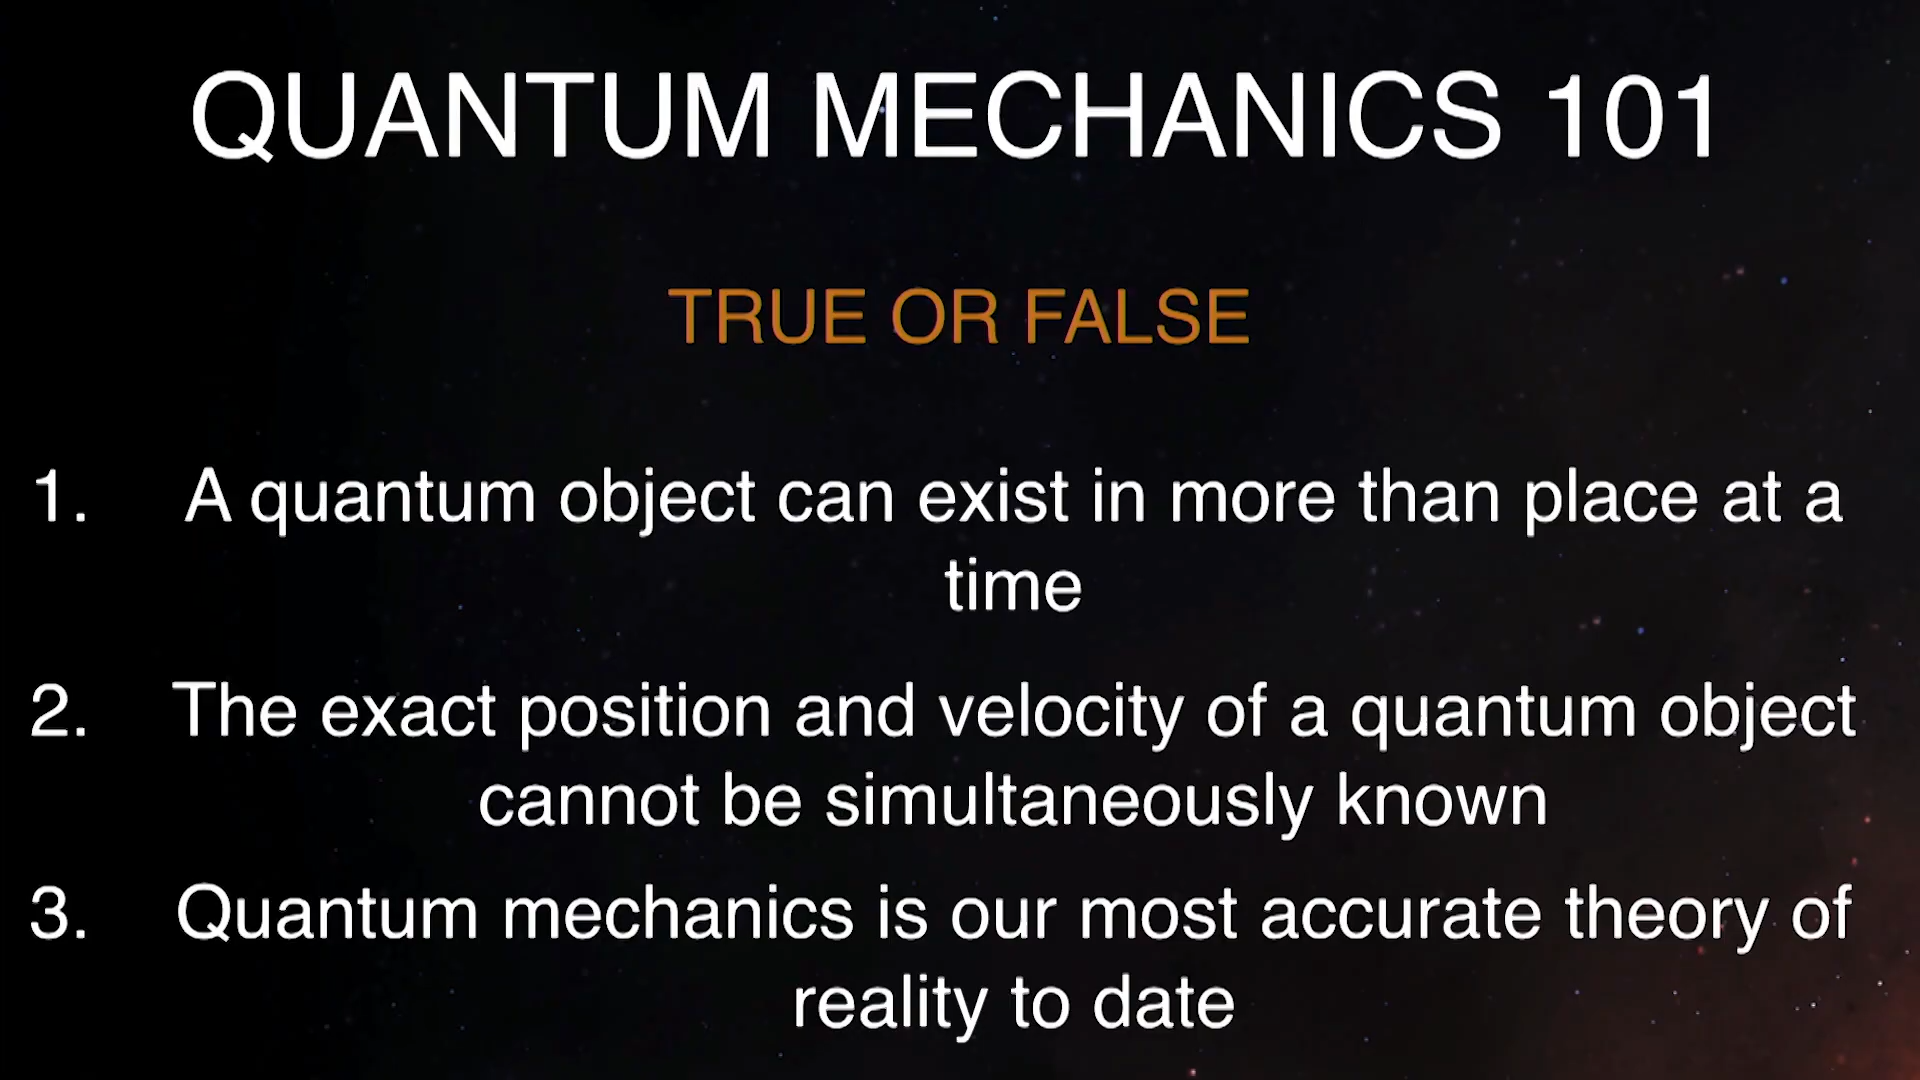 QUANTUM MECHANICS 101
TRUE OR FALSE
1. A quantum object can exist in more than place at a
time
2. The exact position and velocity of a quantum object
cannot be simultaneously known
3. Quantum mechanics is our most accurate theory of
reality to date